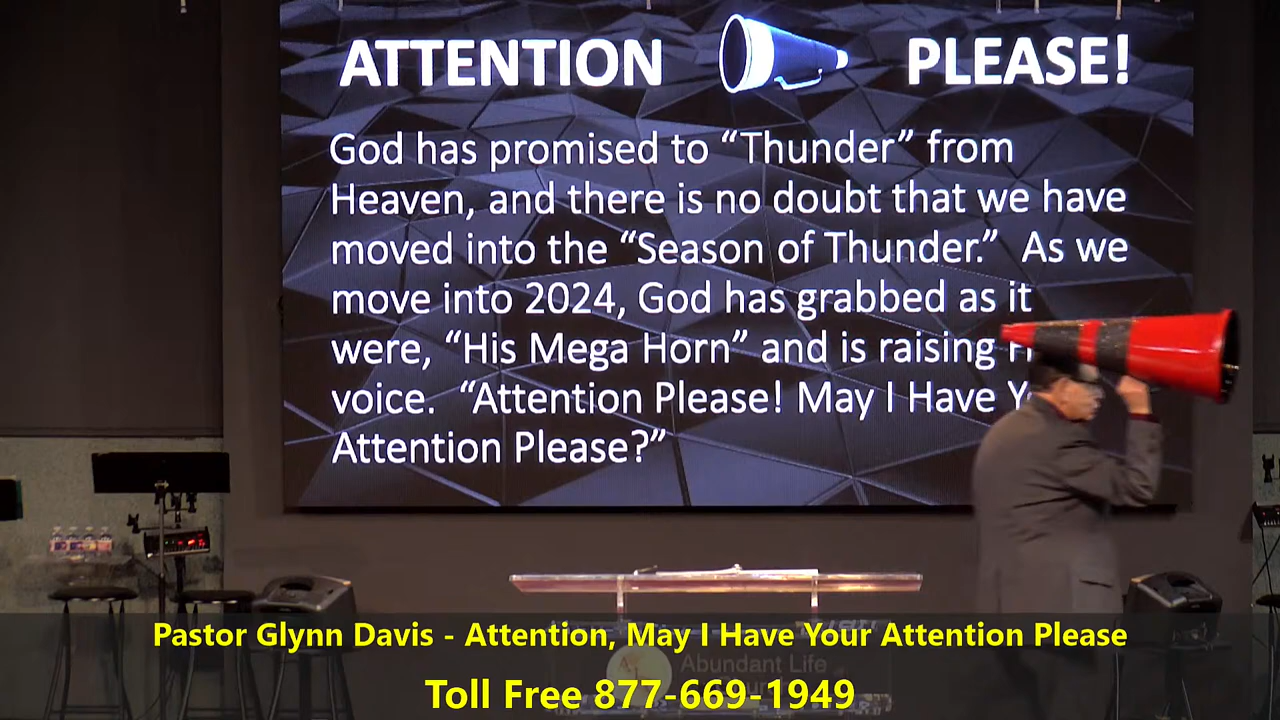 ATTENTION PLEASE!
God has promised to “Thunder” from
Heaven, and there is no doubt that we have
moved into the “Season of Thunder.” As we
move into 2024, God has grabbed as it
were, “His Mega Horn” and is raising
voice. “Attention Please! May I Have
Attention Please?”
Pastor Glynn Davis - Attention, May I Have Your Attention Please
Abundant Life
Toll Free 877-669-1949